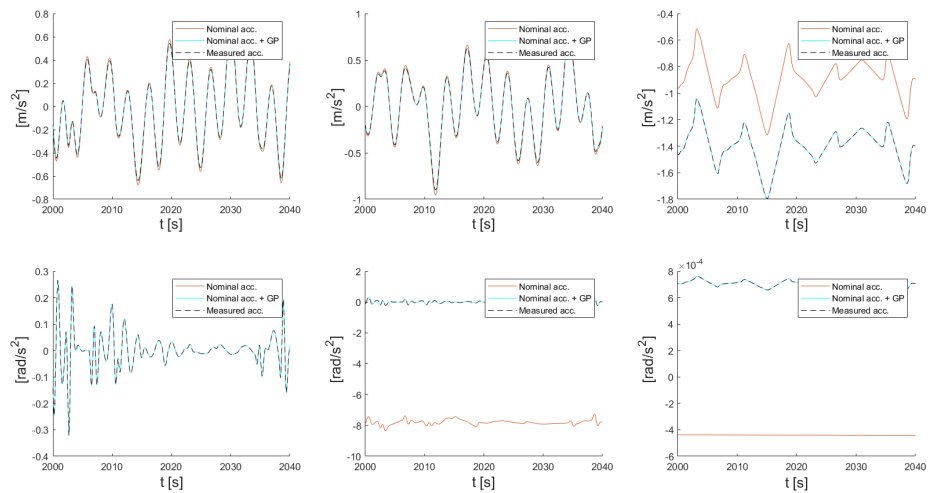 0.8
0.6
0.4
0.2
0
-0.2
-0.4
-0.6
-0.8
2000 2010 2020 2030 2040
t [s]
[m/s²]
Nominal acc.
Nominal acc. + GP
Measured acc.
1
0.5
0
-0.5
-1
2000 2010 2020 2030 2040
t [s]
[m/s²]
Nominal acc.
Nominal acc. + GP
Measured acc.
-0.4
-0.6
-0.8
-1
-1.2
-1.4
-1.6
-1.8
2000 2010 2020 2030 2040
t [s]
[m/s²]
Nominal acc.
Nominal acc. + GP
Measured acc.
0.3
0.2
0.1
0
-0.1
-0.2
-0.3
-0.4
2000 2010 2020 2030 2040
t [s]
[rad/s²]
Nominal acc.
Nominal acc. + GP
Measured acc.
2
0
-2
-4
-6
-8
-10
2000 2010 2020 2030 2040
t [s]
[rad/s²]
Nominal acc.
Nominal acc. + GP
Measured acc.
×10⁻⁴
8
6
4
2
0
-2
-4
-6
2000 2010 2020 2030 2040
t [s]
[rad/s²]
Nominal acc.
Nominal acc. + GP
Measured acc.